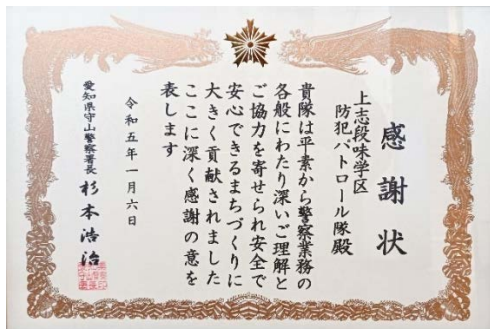 感謝状
上志段味学区
防犯パトロール隊殿
貴隊は平素から警察業務の
各般にわたり深いご理解と
ご協力を寄せられ安全で
安心できるまちづくりに
大きく貢献されました
ここに深く感謝の意を
表します
令和五年一月六日
愛知県守山警察署長 杉本浩治